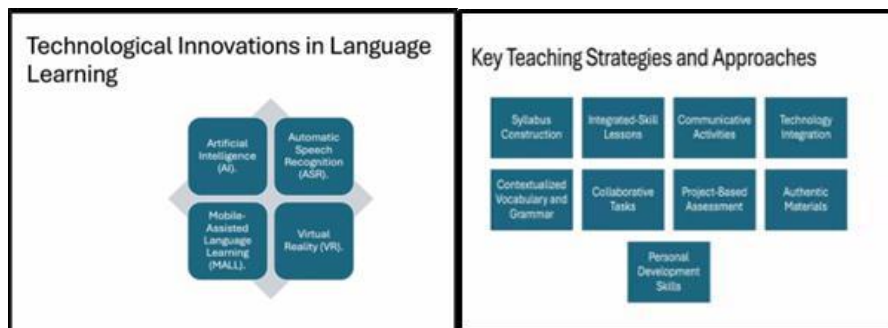 Technological Innovations in Language
Learning
Artificial
Intelligence
(AI).
Automatic
Speech
Recognition
(ASR).
Mobile-
Assisted
Language
Learning
(MALL).
Virtual
Reality (VR).
Key Teaching Strategies and Approaches
Syllabus
Construction
Integrated-Skill
Lessons
Communicative
Activities
Technology
Integration
Contextualized
Vocabulary and
Grammar
Collaborative
Tasks
Project-Based
Assessment
Authentic
Materials
Personal
Development
Skills